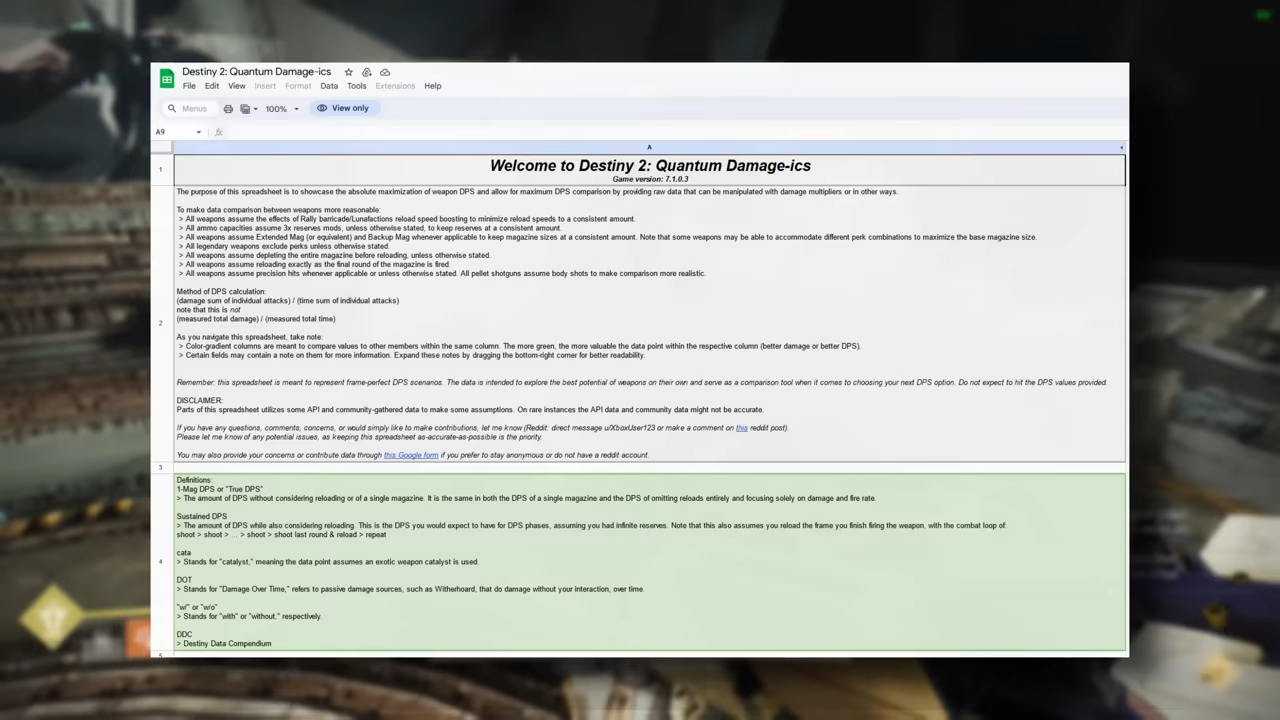 Destiny 2: Quantum Damage-ics
File Edit View Insert Format Data Tools Extensions Help
Menus 100% View only
A9 fx
A
1
Welcome to Destiny 2: Quantum Damage-ics
Game version: 7.1.0.3
The purpose of this spreadsheet is to showcase the absolute maximization of weapon DPS and allow for maximum DPS comparison by providing raw data that can be manipulated with damage multipliers or in other ways.
To make data comparison between weapons more reasonable:
> All weapons assume the effects of Rally barricade/Lunafactions reload speed boosting to minimize reload speeds to a consistent amount.
> All ammo capacities assume 3x reserves mods, unless otherwise stated, to keep reserves at a consistent amount.
> All weapons assume Extended Mag (or equivalent) and Backup Mag whenever applicable to keep magazine sizes at a consistent amount. Note that some weapons may be able to accommodate different perk combinations to maximize the base magazine size.
> All legendary weapons exclude perks unless otherwise stated.
> All weapons assume depleting the entire magazine before reloading, unless otherwise stated.
> All weapons assume reloading exactly as the final round of the magazine is fired.
> All weapons assume precision hits whenever applicable or unless otherwise stated. All pellet shotguns assume body shots to make comparison more realistic.
Method of DPS calculation:
(damage sum of individual attacks) / (time sum of individual attacks)
note that this is not
(measured total damage) / (measured total time)
2
As you navigate this spreadsheet, take note:
> Color-gradient columns are meant to compare values to other members within the same column. The more green, the more valuable the data point within the respective column (better damage or better DPS).
> Certain fields may contain a note on them for more information. Expand these notes by dragging the bottom-right corner for better readability.
Remember: this spreadsheet is meant to represent frame-perfect DPS scenarios. The data is intended to explore the best potential of weapons on their own and serve as a comparison tool when it comes to choosing your next DPS option. Do not expect to hit the DPS values provided.
DISCLAIMER:
Parts of this spreadsheet utilizes some API and community-gathered data to make some assumptions. On rare instances the API data and community data might not be accurate.
If you have any questions, comments, concerns, or would simply like to make contributions, let me know (Reddit: direct message u/XboxUser123 or make a comment on this reddit post).
Please let me know of any potential issues, as keeping this spreadsheet as-accurate-as-possible is the priority.
You may also provide your concerns or contribute data through this Google form if you prefer to stay anonymous or do not have a reddit account.
3
Definitions:
1-Mag DPS or "True DPS"
> The amount of DPS without considering reloading or of a single magazine. It is the same in both the DPS of a single magazine and the DPS of omitting reloads entirely and focusing solely on damage and fire rate.
Sustained DPS
> The amount of DPS while also considering reloading. This is the DPS you would expect to have for DPS phases, assuming you had infinite reserves. Note that this also assumes you reload the frame you finish firing the weapon, with the combat loop of:
shoot > shoot > ... > shoot > shoot last round & reload > repeat
cata
4
> Stands for "catalyst," meaning the data point assumes an exotic weapon catalyst is used.
DOT
> Stands for "Damage Over Time," refers to passive damage sources, such as Witherhoard, that do damage without your interaction, over time.
"w/" or "w/o"
> Stands for "with" or "without," respectively.
DDC
> Destiny Data Compendium
5